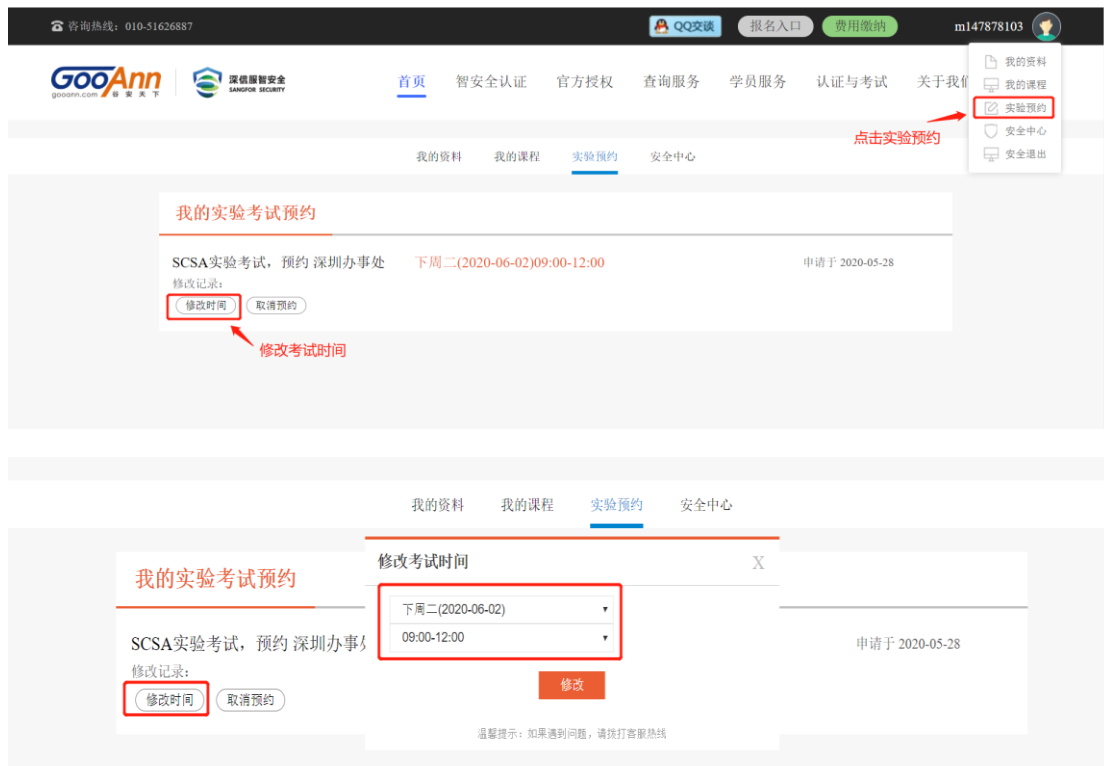 咨询热线：010-51626887
QQ交谈
报名入口
费用缴纳
m147878103
GooAnn
gooann.com 谷安天下
深信服智安全
SANGFOR SECURITY
首页 智安全认证 官方授权 查询服务 学员服务 认证与考试 关于我们
我的资料
我的课程
实验预约
安全中心
安全退出
点击实验预约
我的资料 我的课程 实验预约 安全中心
我的实验考试预约
SCSA实验考试，预约 深圳办事处 下周二(2020-06-02)09:00-12:00 申请于 2020-05-28
修改记录：
修改时间 取消预约
修改考试时间
我的资料 我的课程 实验预约 安全中心
我的实验考试预约
SCSA实验考试，预约 深圳办事处
申请于 2020-05-28
修改记录：
修改时间 取消预约
修改考试时间 X
下周二(2020-06-02)
09:00-12:00
修改
温馨提示：如果遇到问题，请拨打客服热线